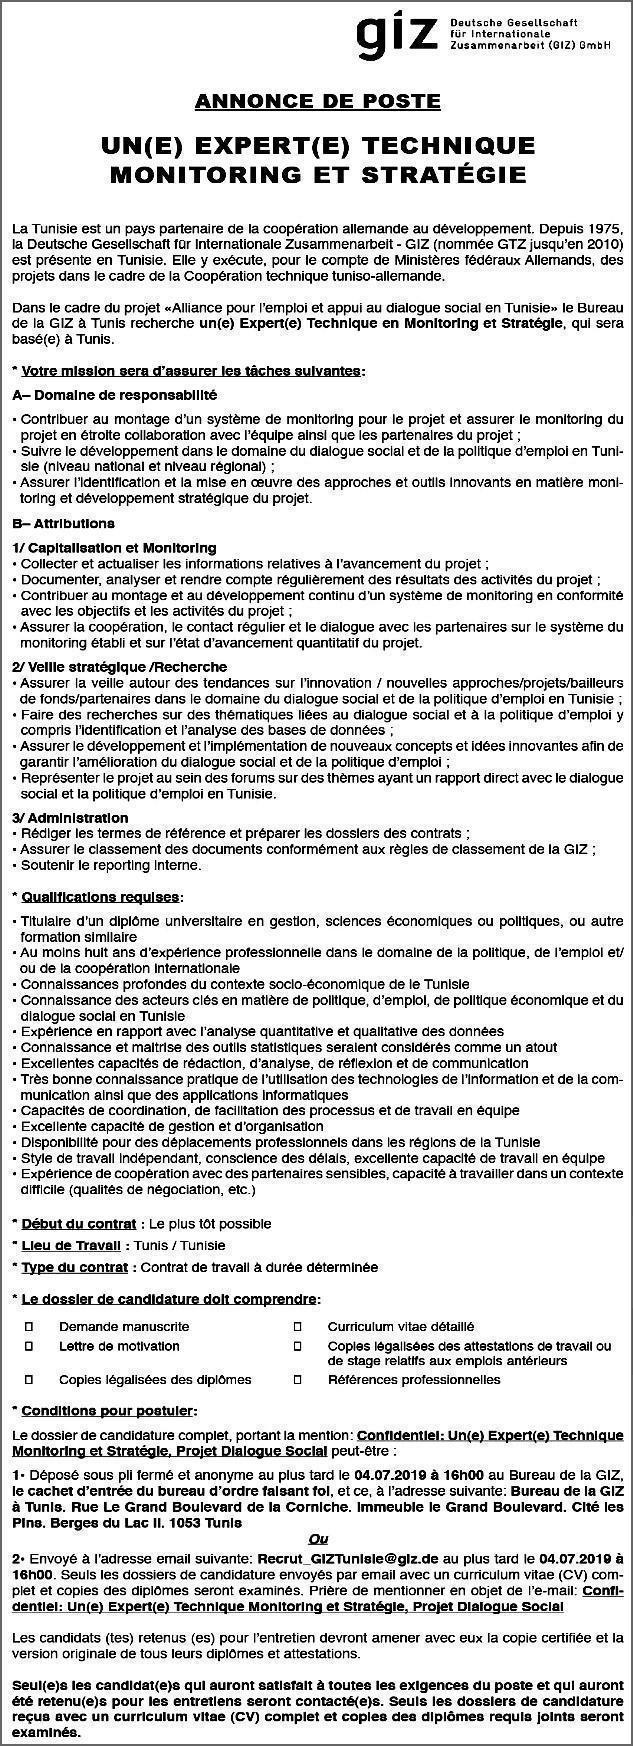 giz
Deutsche Gesellschaft
für Internationale
Zusammenarbeit (GIZ) GmbH
ANNONCE DE POSTE
UN(E) EXPERT(E) TECHNIQUE
MONITORING ET STRATÉGIE
La Tunisie est un pays partenaire de la coopération allemande au développement. Depuis 1975,
la Deutsche Gesellschaft für Internationale Zusammenarbeit - GIZ (nommée GTZ jusqu'en 2010)
est présente en Tunisie. Elle y exécute, pour le compte de Ministères fédéraux Allemands, des
projets dans le cadre de la Coopération technique tuniso-allemande.
Dans le cadre du projet «Alliance pour l'emploi et appui au dialogue social en Tunisie» le Bureau
de la GIZ à Tunis recherche un(e) Expert(e) Technique en Monitoring et Stratégie, qui sera
basé(e) à Tunis.
* Votre mission sera d'assurer les tâches suivantes:
A– Domaine de responsabilité
• Contribuer au montage d'un système de monitoring pour le projet et assurer le monitoring du
projet en étroite collaboration avec l'équipe ainsi que les partenaires du projet ;
• Suivre le développement dans le domaine du dialogue social et de la politique d'emploi en Tuni-
sie (niveau national et niveau régional) ;
• Assurer l'identification et la mise en œuvre des approches et outils innovants en matière moni-
toring et développement stratégique du projet.
B– Attributions
1/ Capitalisation et Monitoring
• Collecter et actualiser les informations relatives à l'avancement du projet ;
• Documenter, analyser et rendre compte régulièrement des résultats des activités du projet ;
• Contribuer au montage et au développement continu d'un système de monitoring en conformité
avec les objectifs et les activités du projet ;
• Assurer la coopération, le contact régulier et le dialogue avec les partenaires sur le système du
monitoring établi et sur l'état d'avancement quantitatif du projet.
2/ Veille stratégique /Recherche
• Assurer la veille autour des tendances sur l'innovation / nouvelles approches/projets/bailleurs
de fonds/partenaires dans le domaine du dialogue social et de la politique d'emploi en Tunisie ;
• Faire des recherches sur des thématiques liées au dialogue social et à la politique d'emploi y
compris l'identification et l'analyse des bases de données ;
• Assurer le développement et l'implémentation de nouveaux concepts et idées innovantes afin de
garantir l'amélioration du dialogue social et de la politique d'emploi ;
• Représenter le projet au sein des forums sur des thèmes ayant un rapport direct avec le dialogue
social et la politique d'emploi en Tunisie.
3/ Administration
• Rédiger les termes de référence et préparer les dossiers des contrats ;
• Assurer le classement des documents conformément aux règles de classement de la GIZ ;
• Soutenir le reporting interne.
* Qualifications requises:
• Titulaire d'un diplôme universitaire en gestion, sciences économiques ou politiques, ou autre
formation similaire
• Au moins huit ans d'expérience professionnelle dans le domaine de la politique, de l'emploi et/
ou de la coopération internationale
• Connaissances profondes du contexte socio-économique de le Tunisie
• Connaissance des acteurs clés en matière de politique, d'emploi, de politique économique et du
dialogue social en Tunisie
• Expérience en rapport avec l'analyse quantitative et qualitative des données
• Connaissance et maîtrise des outils statistiques seraient considérés comme un atout
• Excellentes capacités de rédaction, d'analyse, de réflexion et de communication
• Très bonne connaissance pratique de l'utilisation des technologies de l'information et de la com-
munication ainsi que des applications informatiques
• Capacités de coordination, de facilitation des processus et de travail en équipe
• Excellente capacité de gestion et d'organisation
• Disponibilité pour des déplacements professionnels dans les régions de la Tunisie
• Style de travail indépendant, conscience des délais, excellente capacité de travail en équipe
• Expérience de coopération avec des partenaires sensibles, capacité à travailler dans un contexte
difficile (qualités de négociation, etc.)
* Début du contrat : Le plus tôt possible
* Lieu de Travail : Tunis / Tunisie
* Type du contrat : Contrat de travail à durée déterminée
* Le dossier de candidature doit comprendre:
Demande manuscrite
Curriculum vitae détaillé
Lettre de motivation
Copies légalisées des attestations de travail ou
de stage relatifs aux emplois antérieurs
Copies légalisées des diplômes
Références professionnelles
* Conditions pour postuler:
Le dossier de candidature complet, portant la mention: Confidentiel: Un(e) Expert(e) Technique
Monitoring et Stratégie, Projet Dialogue Social peut-être :
1• Déposé sous pli fermé et anonyme au plus tard le 04.07.2019 à 16h00 au Bureau de la GIZ,
le cachet d'entrée du bureau d'ordre faisant foi, et ce, à l'adresse suivante: Bureau de la GIZ
à Tunis. Rue Le Grand Boulevard de la Corniche. Immeuble le Grand Boulevard. Cité les
Pins. Berges du Lac II. 1053 Tunis
Ou
2• Envoyé à l'adresse email suivante: Recrut_GIZTunisie@giz.de au plus tard le 04.07.2019 à
16h00. Seuls les dossiers de candidature envoyés par email avec un curriculum vitae (CV) com-
plet et copies des diplômes seront examinés. Prière de mentionner en objet de l'e-mail: Confi-
dentiel: Un(e) Expert(e) Technique Monitoring et Stratégie, Projet Dialogue Social
Les candidats (tes) retenus (es) pour l'entretien devront amener avec eux la copie certifiée et la
version originale de tous leurs diplômes et attestations.
Seul(e)s les candidat(e)s qui auront satisfait à toutes les exigences du poste et qui auront
été retenu(e)s pour les entretiens seront contacté(e)s. Seuls les dossiers de candidature
reçus avec un curriculum vitae (CV) complet et copies des diplômes requis joints seront
examinés.